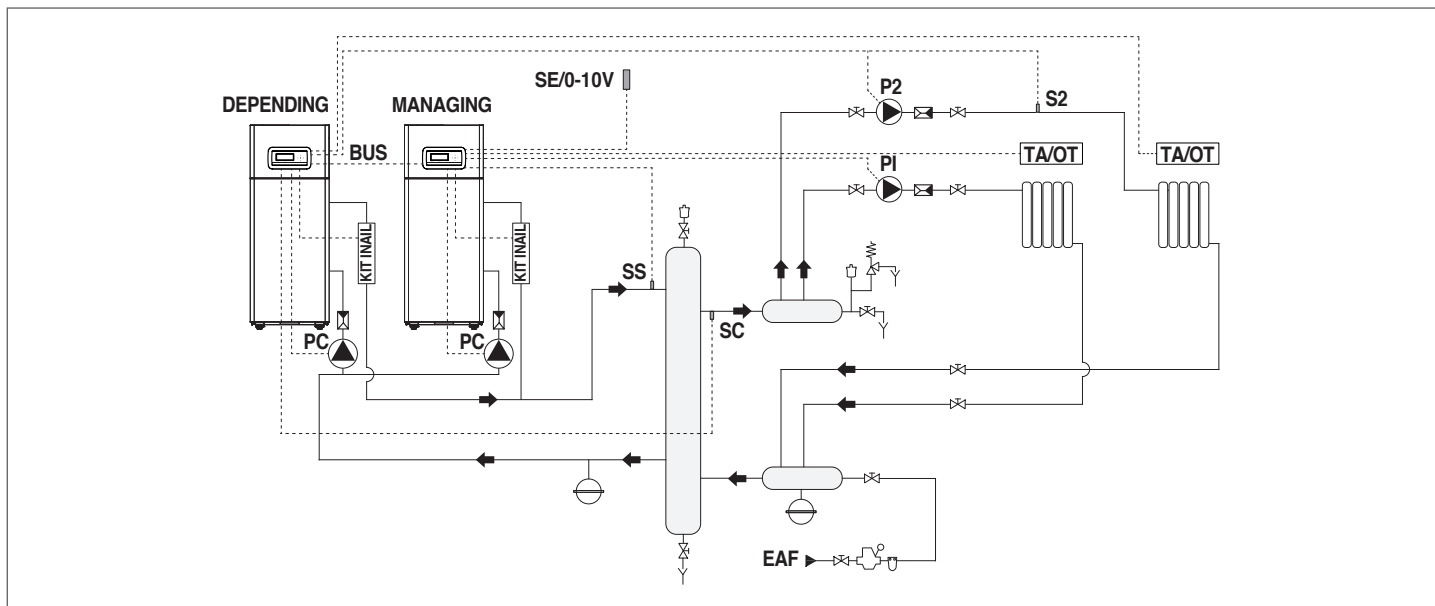 SE/0-10V
P2
S2
DEPENDING
MANAGING
BUS
TA/OT
TA/OT
P1
KIT INAIL
KIT INAIL
SS
SC
PC
PC
EAF